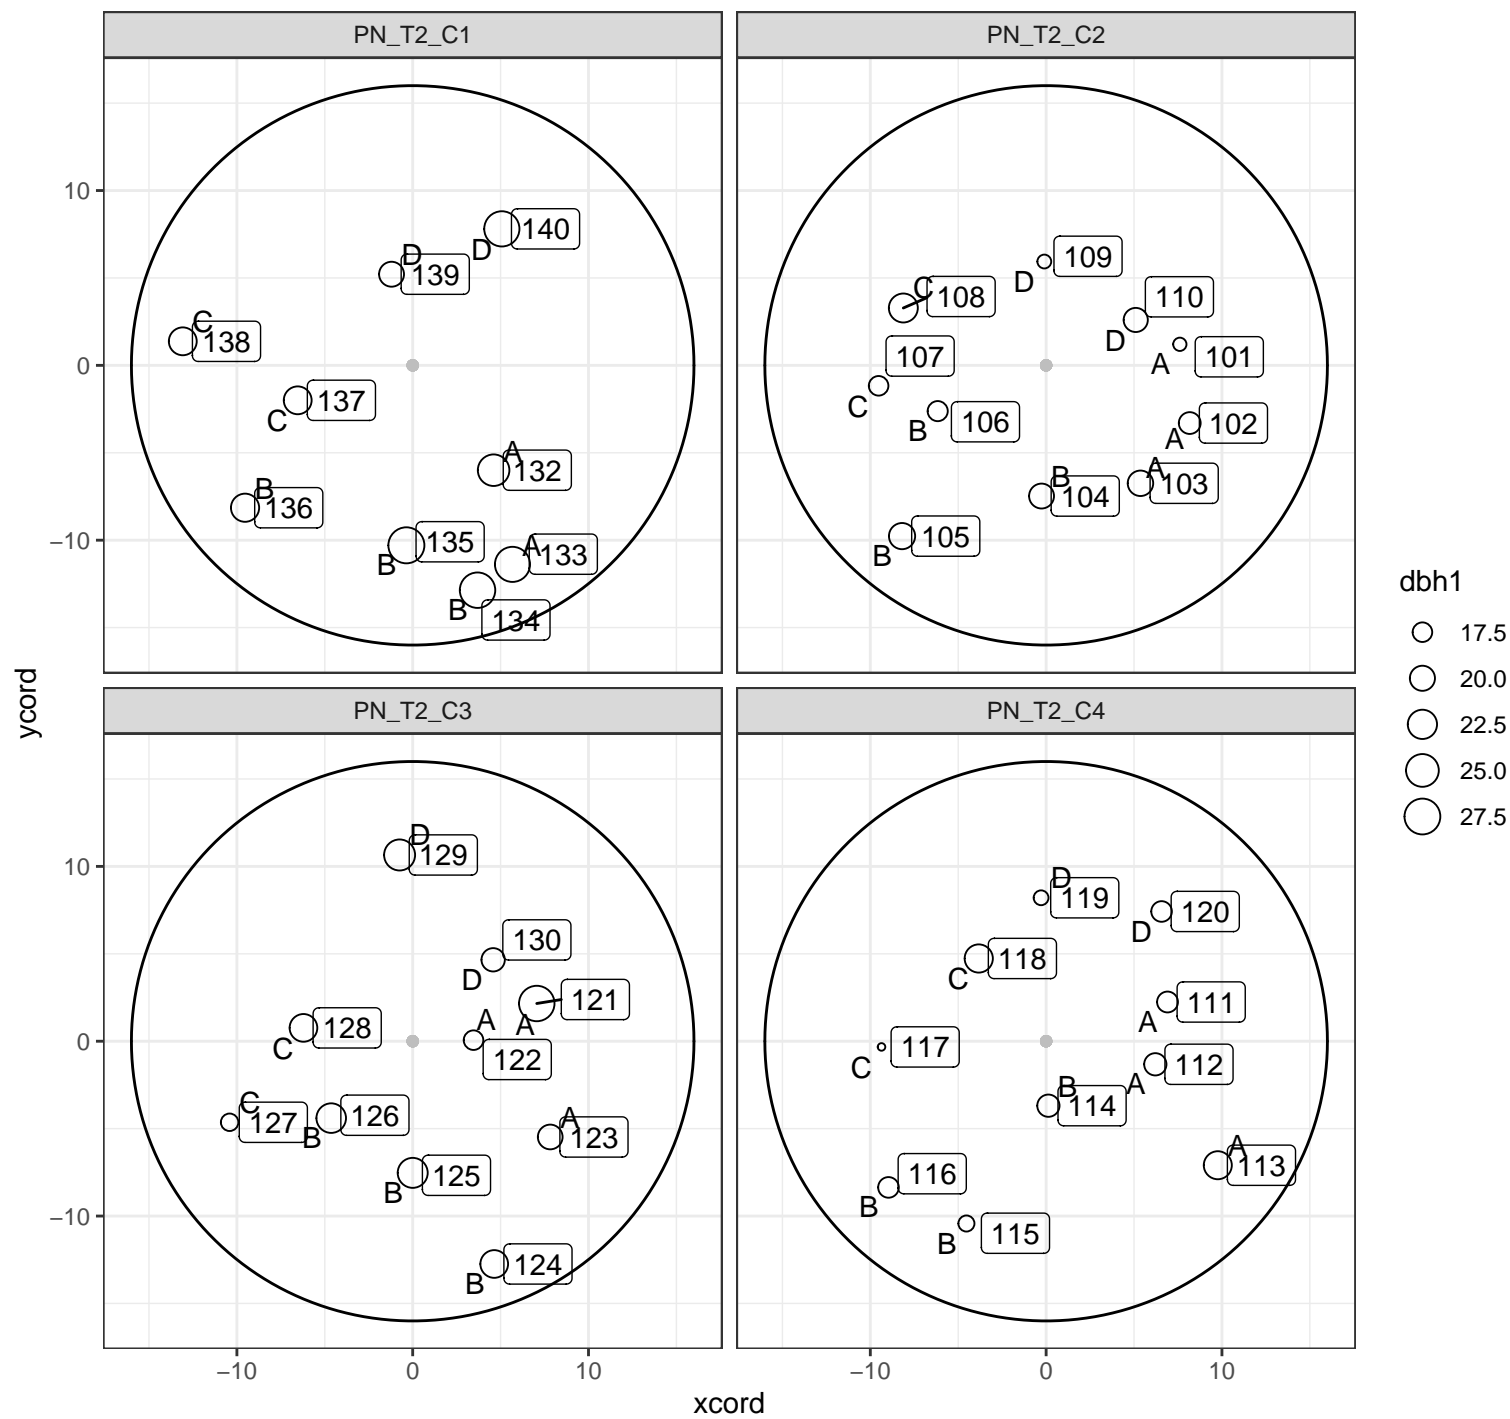 PN_T2_C1
PN_T2_C2
10
0
−10
140
D
D
139
C
138
137
C
A
132
B
136
135
B
A
133
B
134
109
D
C
108
110
D
107
C
101
A
106
B
102
A
A
103
B
104
105
B
PN_T2_C3
PN_T2_C4
10
0
−10
D
129
130
D
121
A
A
122
128
C
C
127
126
B
A
123
125
B
124
B
D
119
120
D
118
C
111
A
117
C
112
A
B
114
A
113
116
B
115
B
−10
0
10
−10
0
10
xcord
ycord
dbh1
17.5
20.0
22.5
25.0
27.5